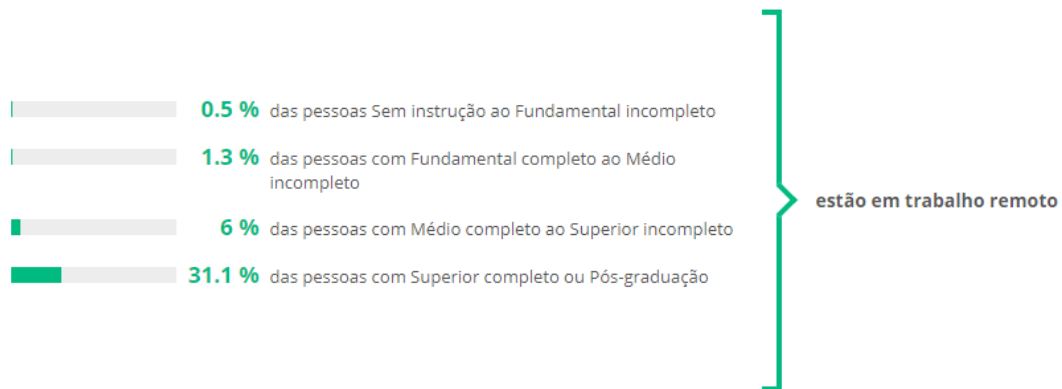 0.5 % das pessoas Sem instrução ao Fundamental incompleto
1.3 % das pessoas com Fundamental completo ao Médio
incompleto
estão em trabalho remoto
6 % das pessoas com Médio completo ao Superior incompleto
31.1 % das pessoas com Superior completo ou Pós-graduação